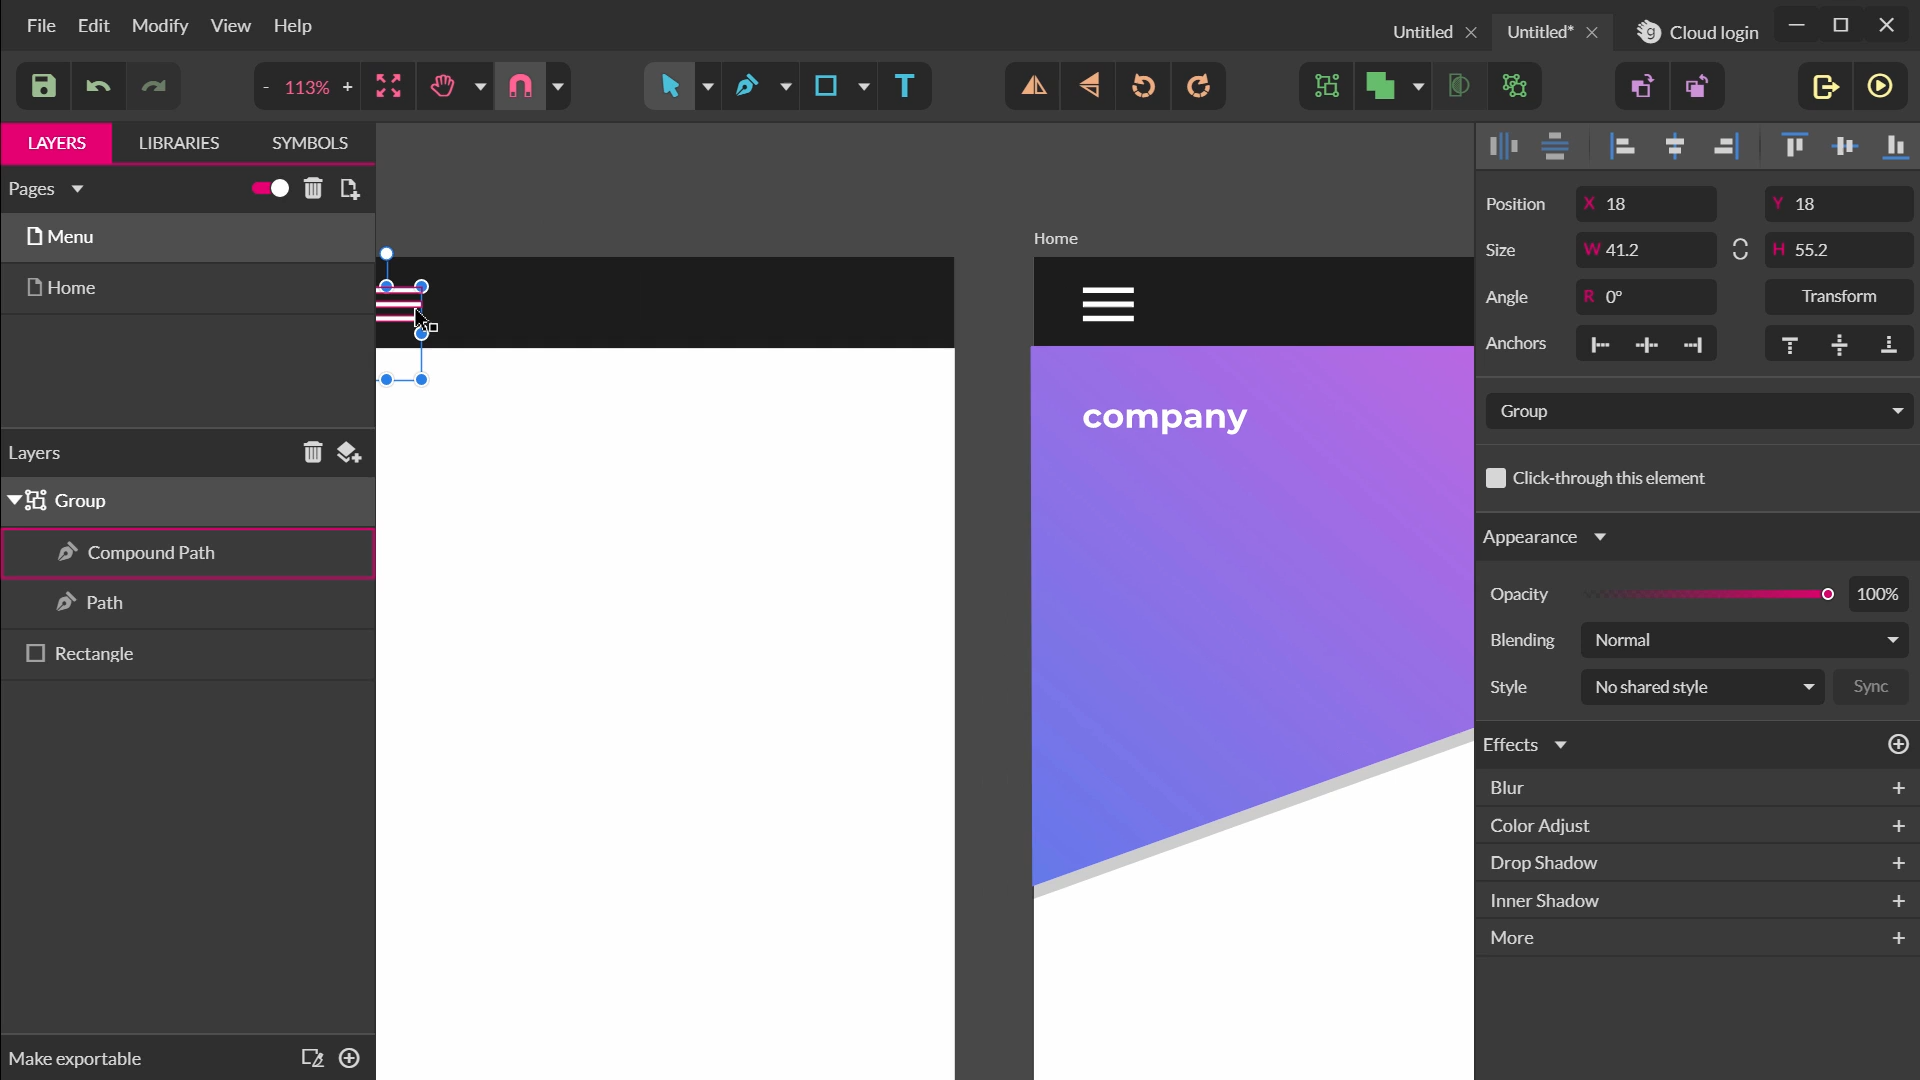 File Edit Modify View Help
Untitled Untitled* Cloud login
- 113% + T
LAYERS LIBRARIES SYMBOLS
Pages
Menu
Home
Layers
Group
Compound Path
Path
Rectangle
Make exportable
Home
company
Position X 18 Y 18
Size W 41.2 H 55.2
Angle R 0° Transform
Anchors
Group
Click-through this element
Appearance
Opacity 100%
Blending Normal
Style No shared style Sync
Effects
Blur +
Color Adjust +
Drop Shadow +
Inner Shadow +
More +